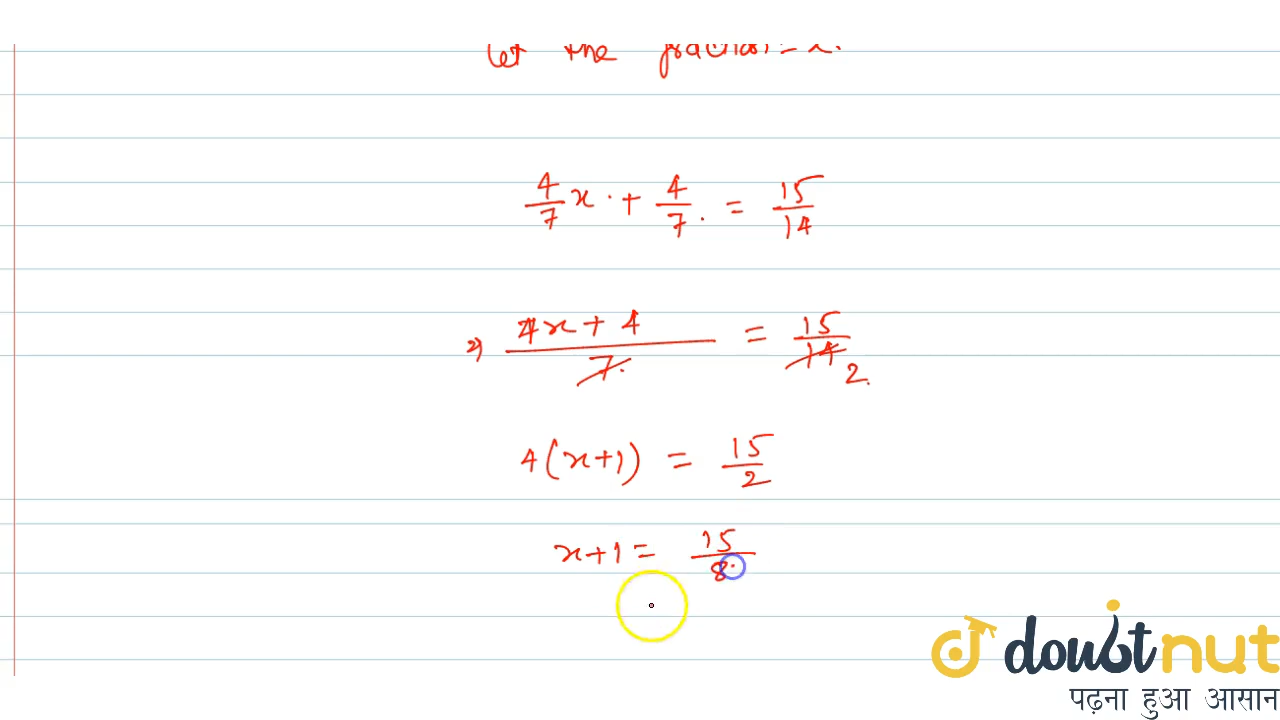 let the fraction = x.
4/7 x + 4/7. = 15/14
⇒ (4x + 4)/7. = 15/14 2.
4(x+1) = 15/2
x+1 = 15/8
doubtnut
पढ़ना हुआ आसान